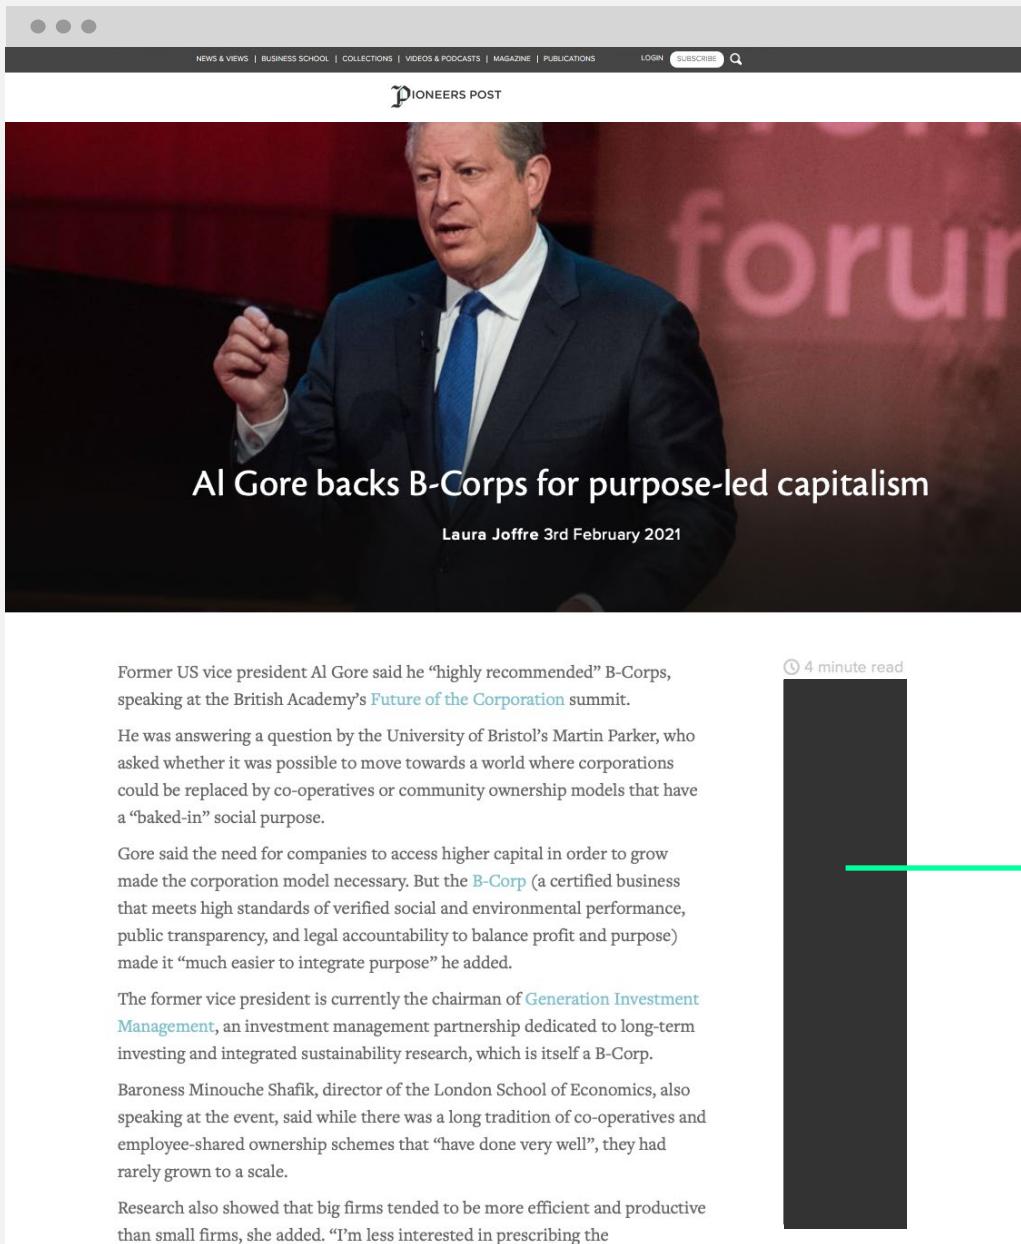 NEWS & VIEWS | BUSINESS SCHOOL | COLLECTIONS | VIDEOS & PODCASTS | MAGAZINE | PUBLICATIONS LOGIN SUBSCRIBE
PIONEERS POST
forum
Al Gore backs B-Corps for purpose-led capitalism
Laura Joffre 3rd February 2021
4 minute read
Former US vice president Al Gore said he “highly recommended” B-Corps,
speaking at the British Academy’s Future of the Corporation summit.
He was answering a question by the University of Bristol’s Martin Parker, who
asked whether it was possible to move towards a world where corporations
could be replaced by co-operatives or community ownership models that have
a “baked-in” social purpose.
Gore said the need for companies to access higher capital in order to grow
made the corporation model necessary. But the B-Corp (a certified business
that meets high standards of verified social and environmental performance,
public transparency, and legal accountability to balance profit and purpose)
made it “much easier to integrate purpose” he added.
The former vice president is currently the chairman of Generation Investment
Management, an investment management partnership dedicated to long-term
investing and integrated sustainability research, which is itself a B-Corp.
Baroness Minouche Shafik, director of the London School of Economics, also
speaking at the event, said while there was a long tradition of co-operatives and
employee-shared ownership schemes that “have done very well”, they had
rarely grown to a scale.
Research also showed that big firms tended to be more efficient and productive
than small firms, she added. “I’m less interested in prescribing the